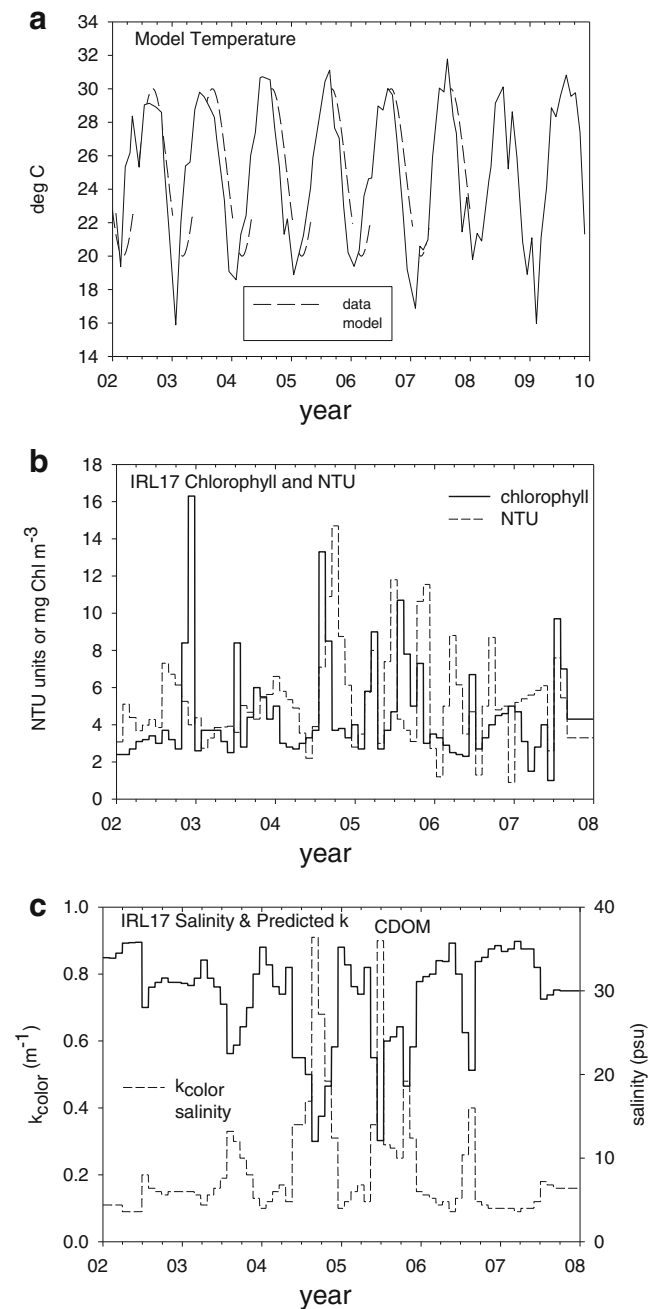 a
Model Temperature
34
32
30
28
26
24
22
20
18
16
14
deg C
data
model
02 03 04 05 06 07 08 09 10
year
b
IRL17 Chlorophyll and NTU
chlorophyll
NTU
18
16
14
12
10
8
6
4
2
0
NTU units or mg Chl m-3
02 03 04 05 06 07 08
year
c
IRL17 Salinity & Predicted k CDOM
1.0
0.8
0.6
0.4
0.2
0.0
kcolor (m-1)
kcolor
salinity
40
30
20
10
0
salinity (psu)
02 03 04 05 06 07 08
year